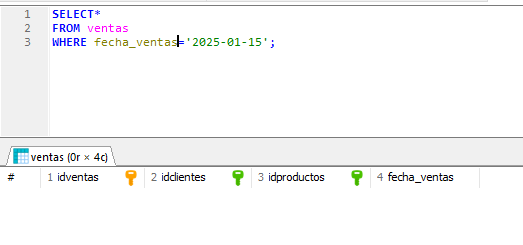 1 SELECT*
2 FROM ventas
3 WHERE fecha_ventas='2025-01-15';
ventas (0r × 4c)
# 1 idventas 2 idclientes 3 idproductos 4 fecha_ventas